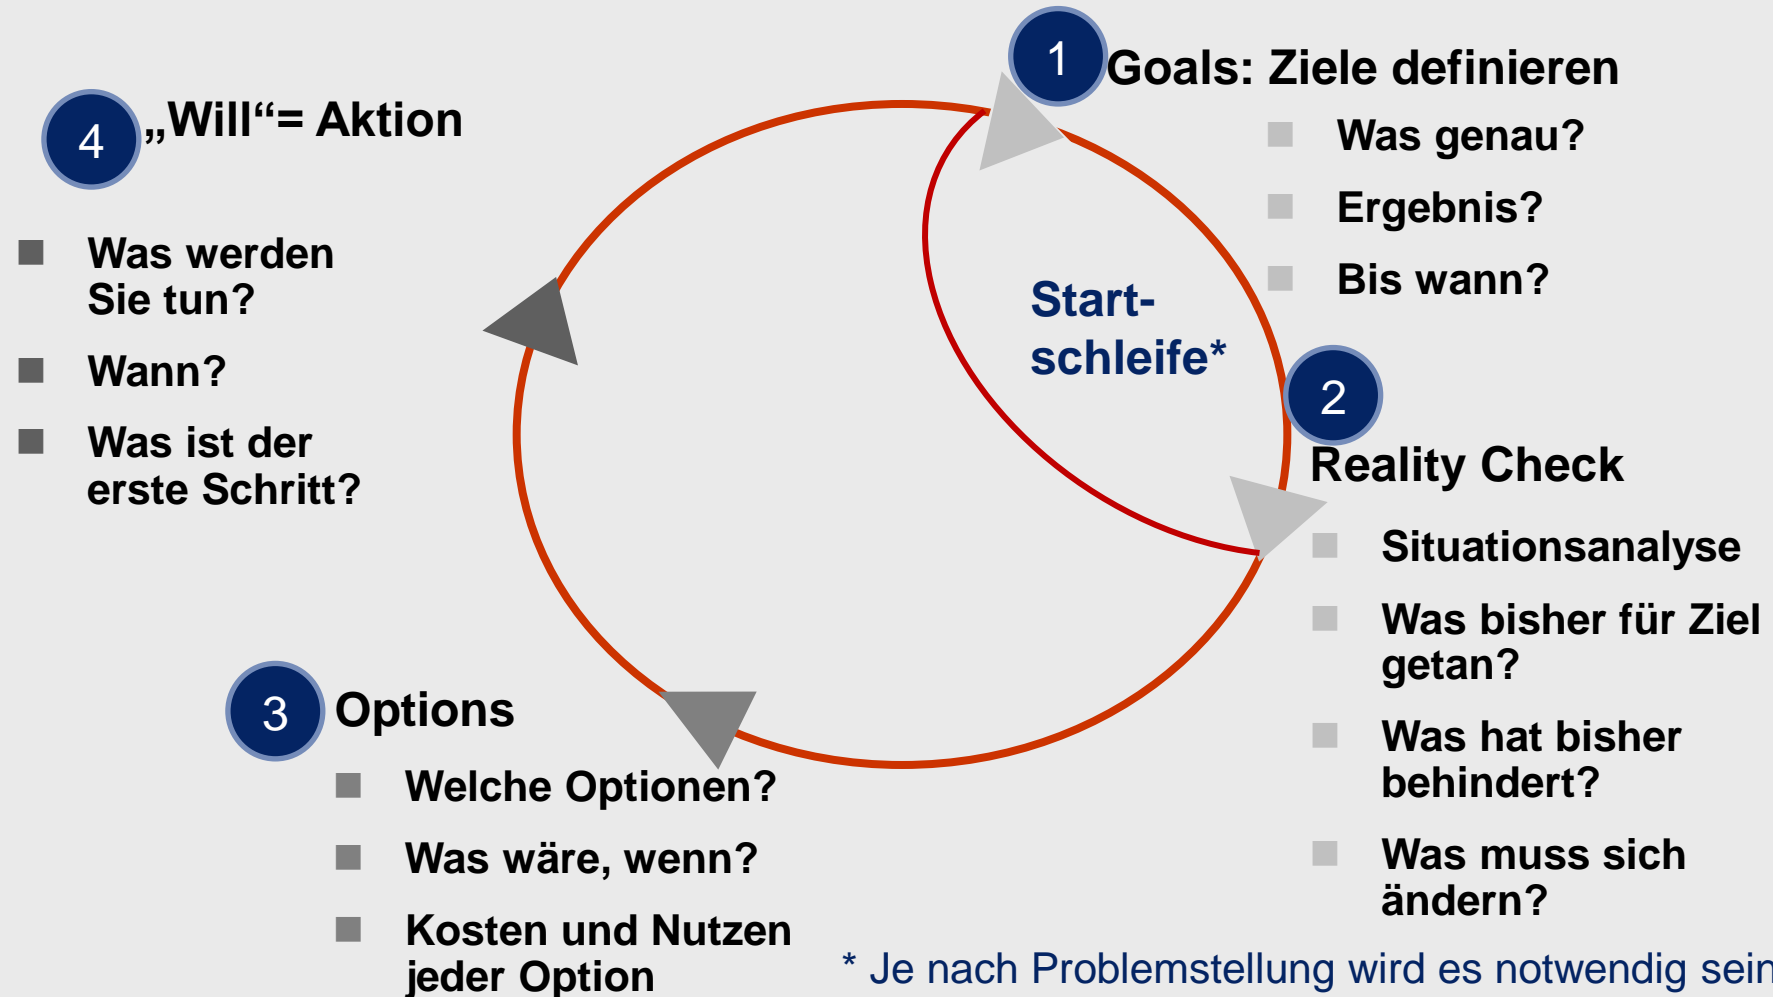 1
Goals: Ziele definieren
Was genau?
Ergebnis?
Bis wann?
Start-
schleife*
2
Reality Check
Situationsanalyse
Was bisher für Ziel
getan?
Was hat bisher
behindert?
Was muss sich
ändern?
3
Options
Welche Optionen?
Was wäre, wenn?
Kosten und Nutzen
jeder Option
4
„Will“= Aktion
Was werden
Sie tun?
Wann?
Was ist der
erste Schritt?
* Je nach Problemstellung wird es notwendig sein